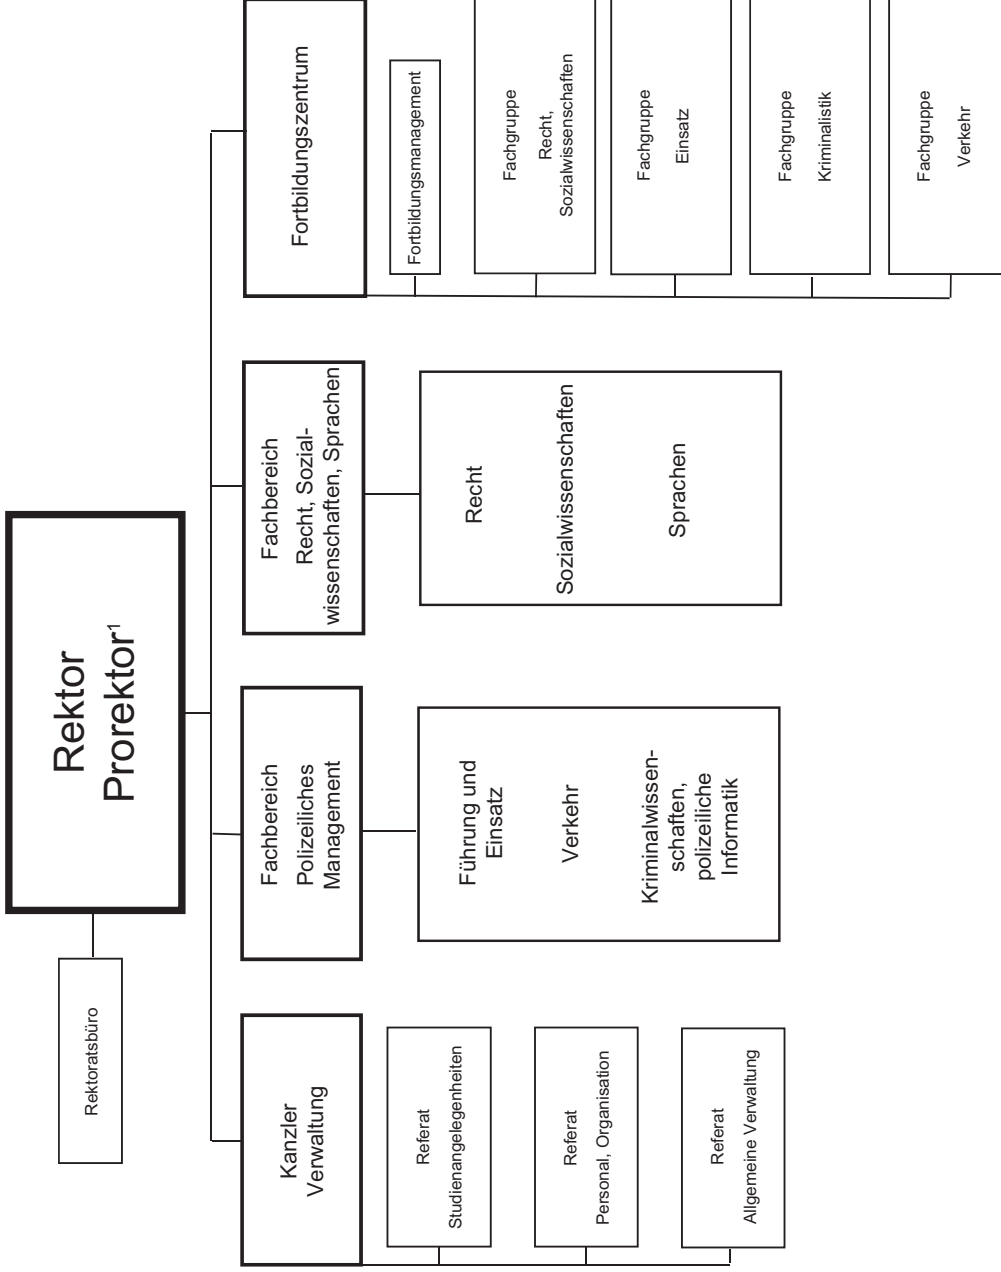 Rektor
Prorektor¹
Rektoratsbüro
Kanzler
Verwaltung
Referat
Studienangelegenheiten
Referat
Personal, Organisation
Referat
Allgemeine Verwaltung
Fachbereich
Polizeiliches
Management
Führung und
Einsatz
Verkehr
Kriminalwissen-
schaften,
polizeiliche
Informatik
Fachbereich
Recht, Sozial-
wissenschaften, Sprachen
Recht
Sozialwissenschaften
Sprachen
Fortbildungszentrum
Fortbildungsmanagement
Fachgruppe
Recht,
Sozialwissenschaften
Fachgruppe
Einsatz
Fachgruppe
Kriminalistik
Fachgruppe
Verkehr